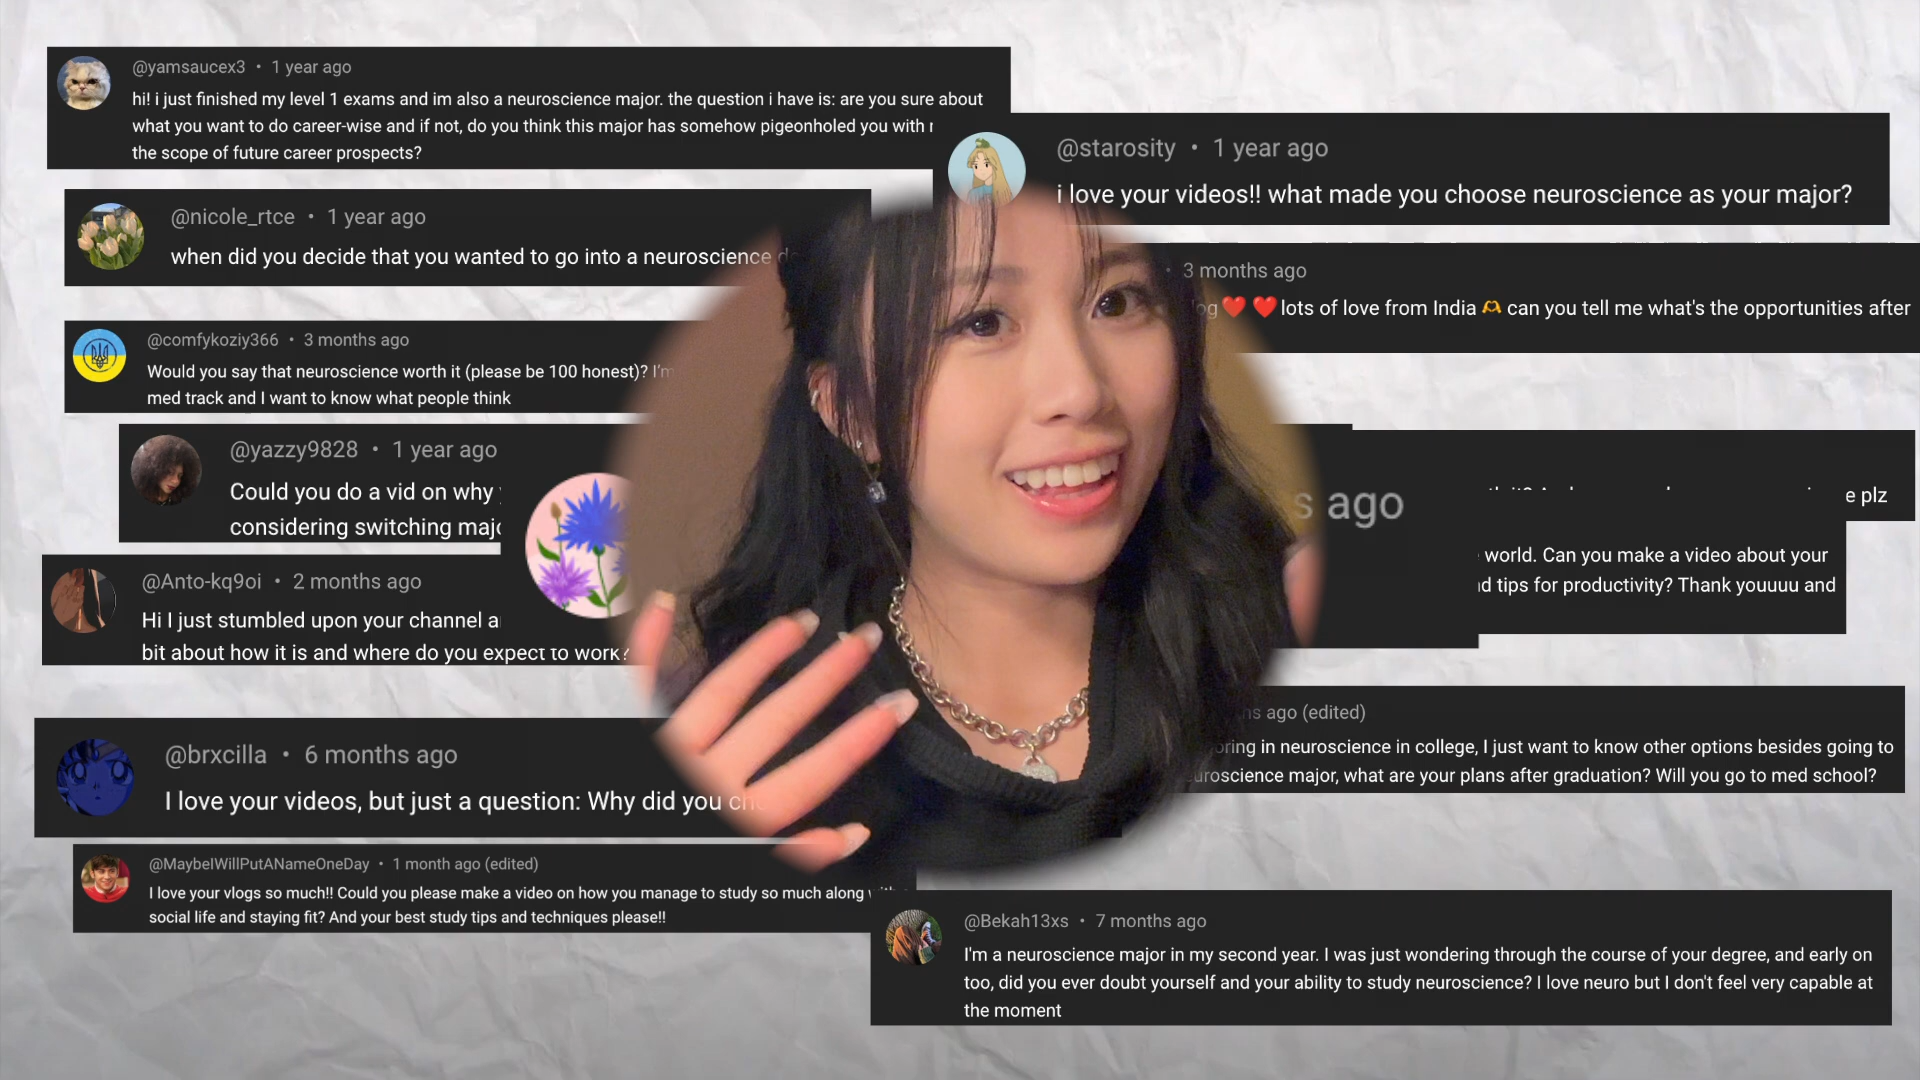 @yamsaucex3 • 1 year ago
hi! i just finished my level 1 exams and im also a neuroscience major. the question i have is: are you sure about
what you want to do career-wise and if not, do you think this major has somehow pigeonholed you with
the scope of future career prospects?
@nicole_rtce • 1 year ago
when did you decide that you wanted to go into a neuroscience
@comfykoziy366 • 3 months ago
Would you say that neuroscience worth it (please be 100 honest)? I'm
med track and I want to know what people think
@yazzy9828 • 1 year ago
Could you do a vid on why
considering switching
@Anto-kq9oi • 2 months ago
Hi I just stumbled upon your channel
bit about how it is and where do you expect to work?
@brxcilla • 6 months ago
I love your videos, but just a question: Why did you
@MaybeIWillPutANameOneDay • 1 month ago (edited)
I love your vlogs so much!! Could you please make a video on how you manage to study so much along
social life and staying fit? And your best study tips and techniques please!!
@starosity • 1 year ago
i love your videos!! what made you choose neuroscience as your major?
• 3 months ago
❤️ ❤️ lots of love from India 🫶 can you tell me what's the opportunities after
s ago
plz
world. Can you make a video about your
tips for productivity? Thank youuuu and
ago (edited)
in neuroscience in college, I just want to know other options besides going to
major, what are your plans after graduation? Will you go to med school?
@Bekah13xs • 7 months ago
I'm a neuroscience major in my second year. I was just wondering through the course of your degree, and early on
too, did you ever doubt yourself and your ability to study neuroscience? I love neuro but I don't feel very capable at
the moment